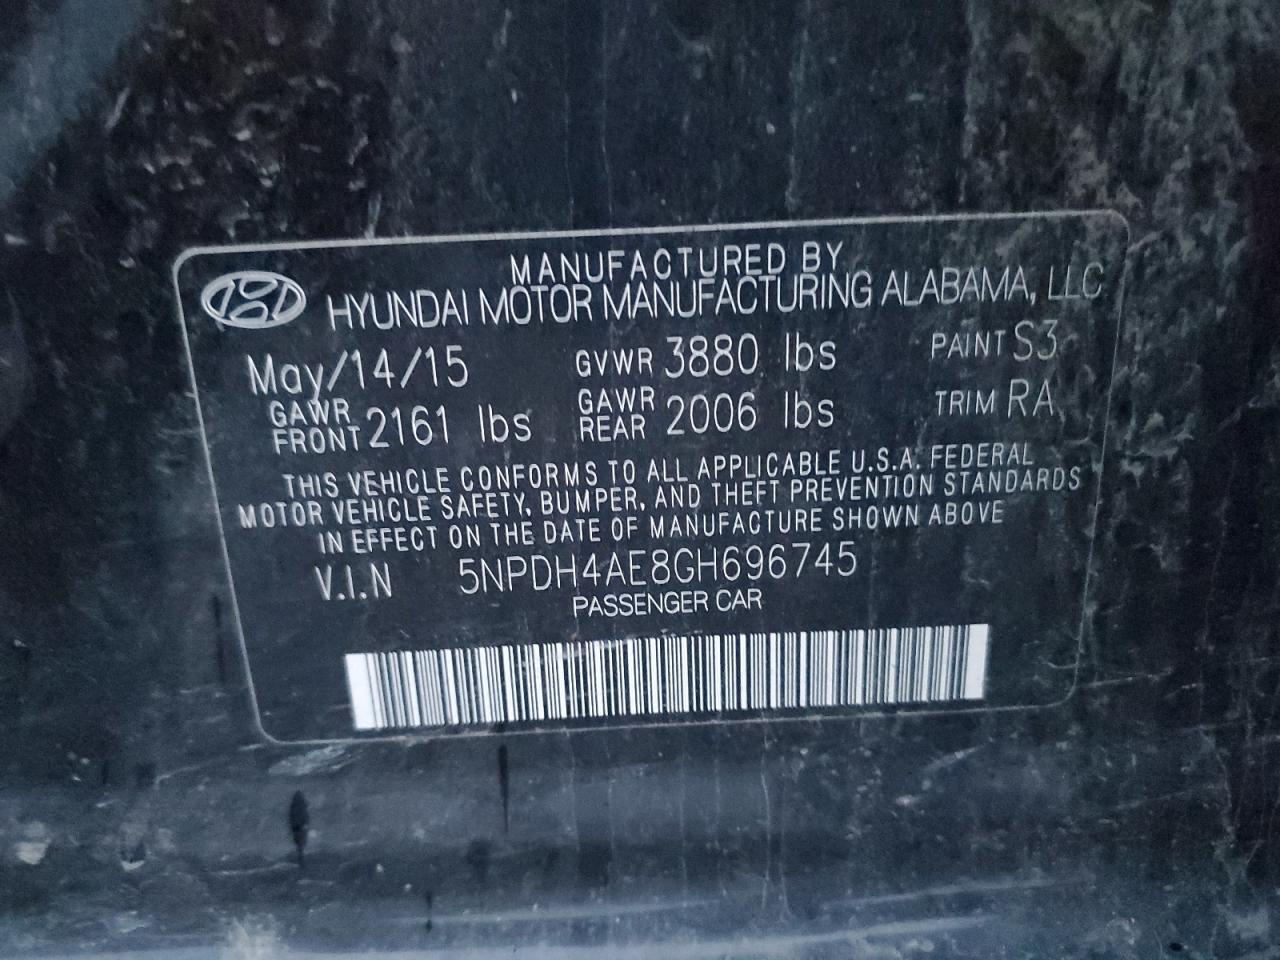 MANUFACTURED BY
HYUNDAI MOTOR MANUFACTURING ALABAMA, LLC
May/14/15 GVWR 3880 lbs PAINT S3
GAWR FRONT 2161 lbs GAWR REAR 2006 lbs TRIM RA
THIS VEHICLE CONFORMS TO ALL APPLICABLE U.S.A. FEDERAL
MOTOR VEHICLE SAFETY, BUMPER, AND THEFT PREVENTION STANDARDS
IN EFFECT ON THE DATE OF MANUFACTURE SHOWN ABOVE
V.I.N 5NPDH4AE8GH696745
PASSENGER CAR